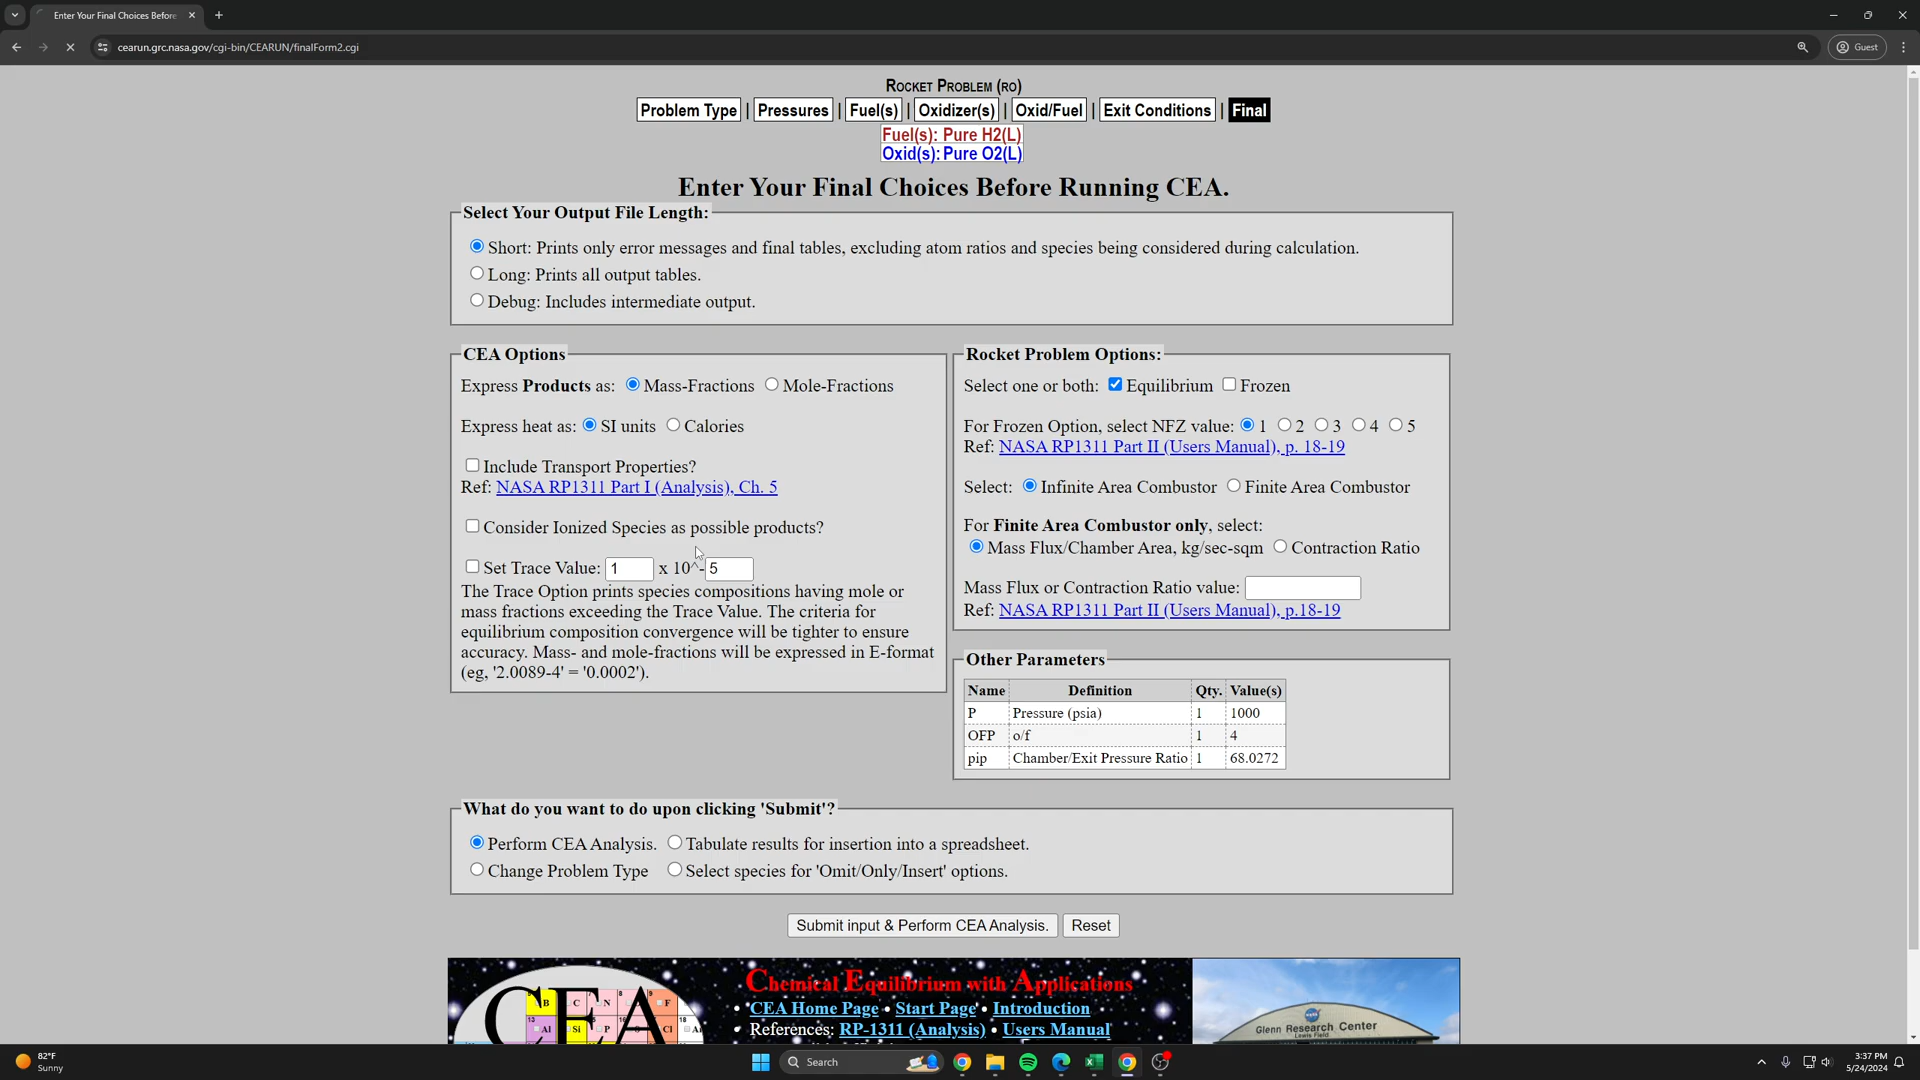 Enter Your Final Choices Before
cearun.grc.nasa.gov/cgi-bin/CEARUN/finalForm2.cgi
Guest
Rocket Problem (ro)
Problem Type | Pressures | Fuel(s) | Oxidizer(s) | Oxid/Fuel | Exit Conditions | Final
Fuel(s): Pure H2(L)
Oxid(s): Pure O2(L)
Enter Your Final Choices Before Running CEA.
Select Your Output File Length:
Short: Prints only error messages and final tables, excluding atom ratios and species being considered during calculation.
Long: Prints all output tables.
Debug: Includes intermediate output.
CEA Options
Express Products as: Mass-Fractions Mole-Fractions
Express heat as: SI units Calories
Include Transport Properties?
Ref: NASA RP1311 Part I (Analysis), Ch. 5
Consider Ionized Species as possible products?
Set Trace Value: 1 x 10^- 5
The Trace Option prints species compositions having mole or
mass fractions exceeding the Trace Value. The criteria for
equilibrium composition convergence will be tighter to ensure
accuracy. Mass- and mole-fractions will be expressed in E-format
(eg, '2.0089-4' = '0.0002').
Rocket Problem Options:
Select one or both: Equilibrium Frozen
For Frozen Option, select NFZ value: 1 2 3 4 5
Ref: NASA RP1311 Part II (Users Manual), p. 18-19
Select: Infinite Area Combustor Finite Area Combustor
For Finite Area Combustor only, select:
Mass Flux/Chamber Area, kg/sec-sqm Contraction Ratio
Mass Flux or Contraction Ratio value:
Ref: NASA RP1311 Part II (Users Manual), p.18-19
Other Parameters
Name Definition Qty. Value(s)
P Pressure (psia) 1 1000
OFP o/f 1 4
pip Chamber/Exit Pressure Ratio 1 68.0272
What do you want to do upon clicking 'Submit'?
Perform CEA Analysis. Tabulate results for insertion into a spreadsheet.
Change Problem Type Select species for 'Omit/Only/Insert' options.
Submit input & Perform CEA Analysis. Reset
CEA
B C N F
Al Si P Cl
Chemical Equilibrium with Applications
• CEA Home Page • Start Page • Introduction
• References: RP-1311 (Analysis) • Users Manual
Glenn Research Center
Lewis Field
82°F
Sunny
Search
3:37 PM
5/24/2024